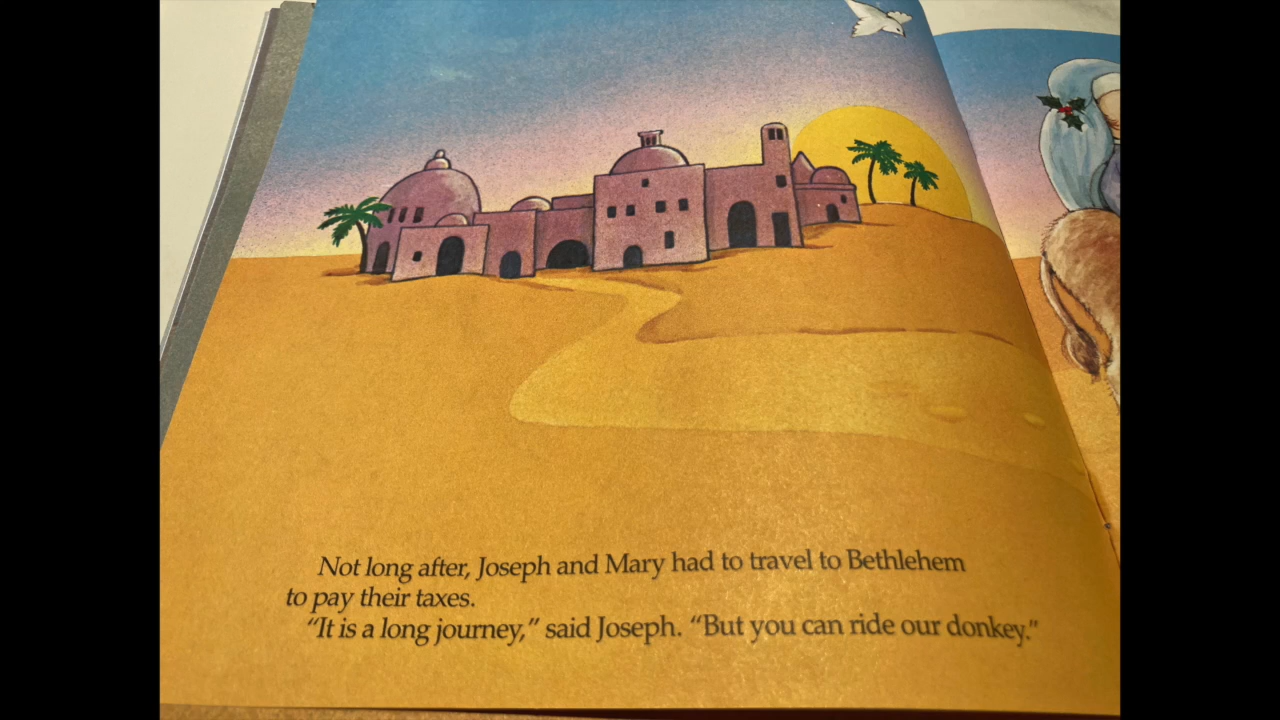 Not long after, Joseph and Mary had to travel to Bethlehem
to pay their taxes.
“It is a long journey,” said Joseph. “But you can ride our donkey.”